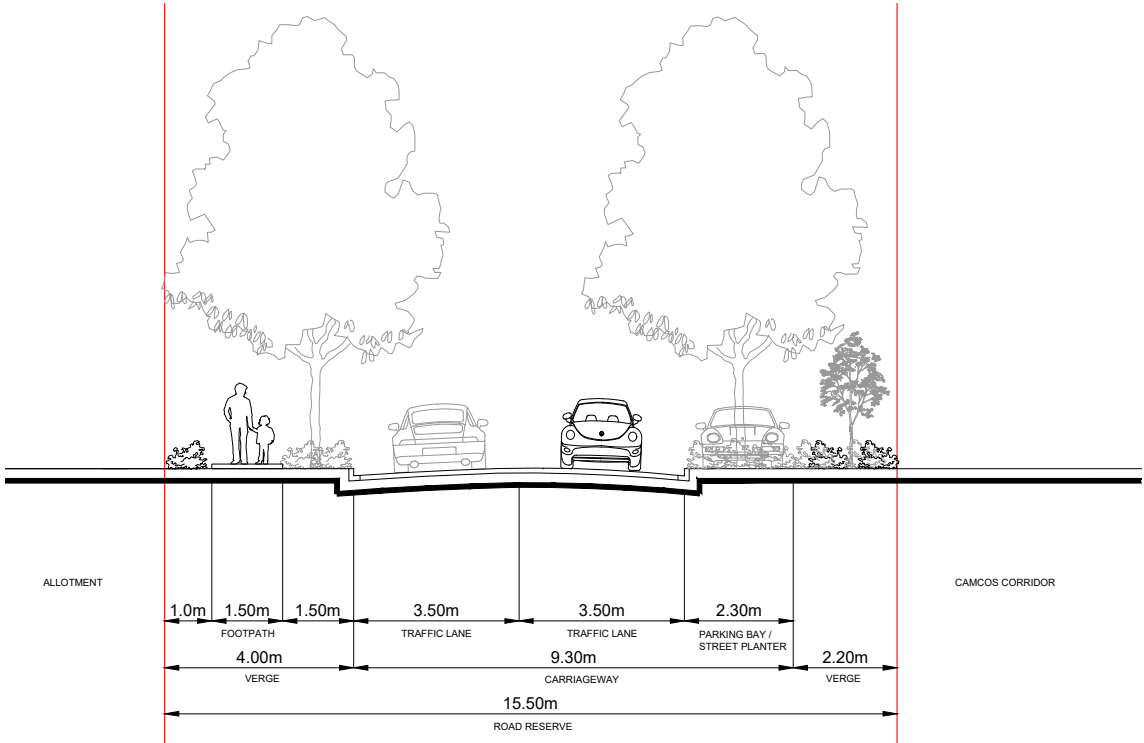 ALLOTMENT
CAMCOS CORRIDOR
1.0m
1.50m
1.50m
3.50m
3.50m
2.30m
FOOTPATH
TRAFFIC LANE
TRAFFIC LANE
PARKING BAY /
STREET PLANTER
4.00m
9.30m
2.20m
VERGE
CARRIAGEWAY
VERGE
15.50m
ROAD RESERVE